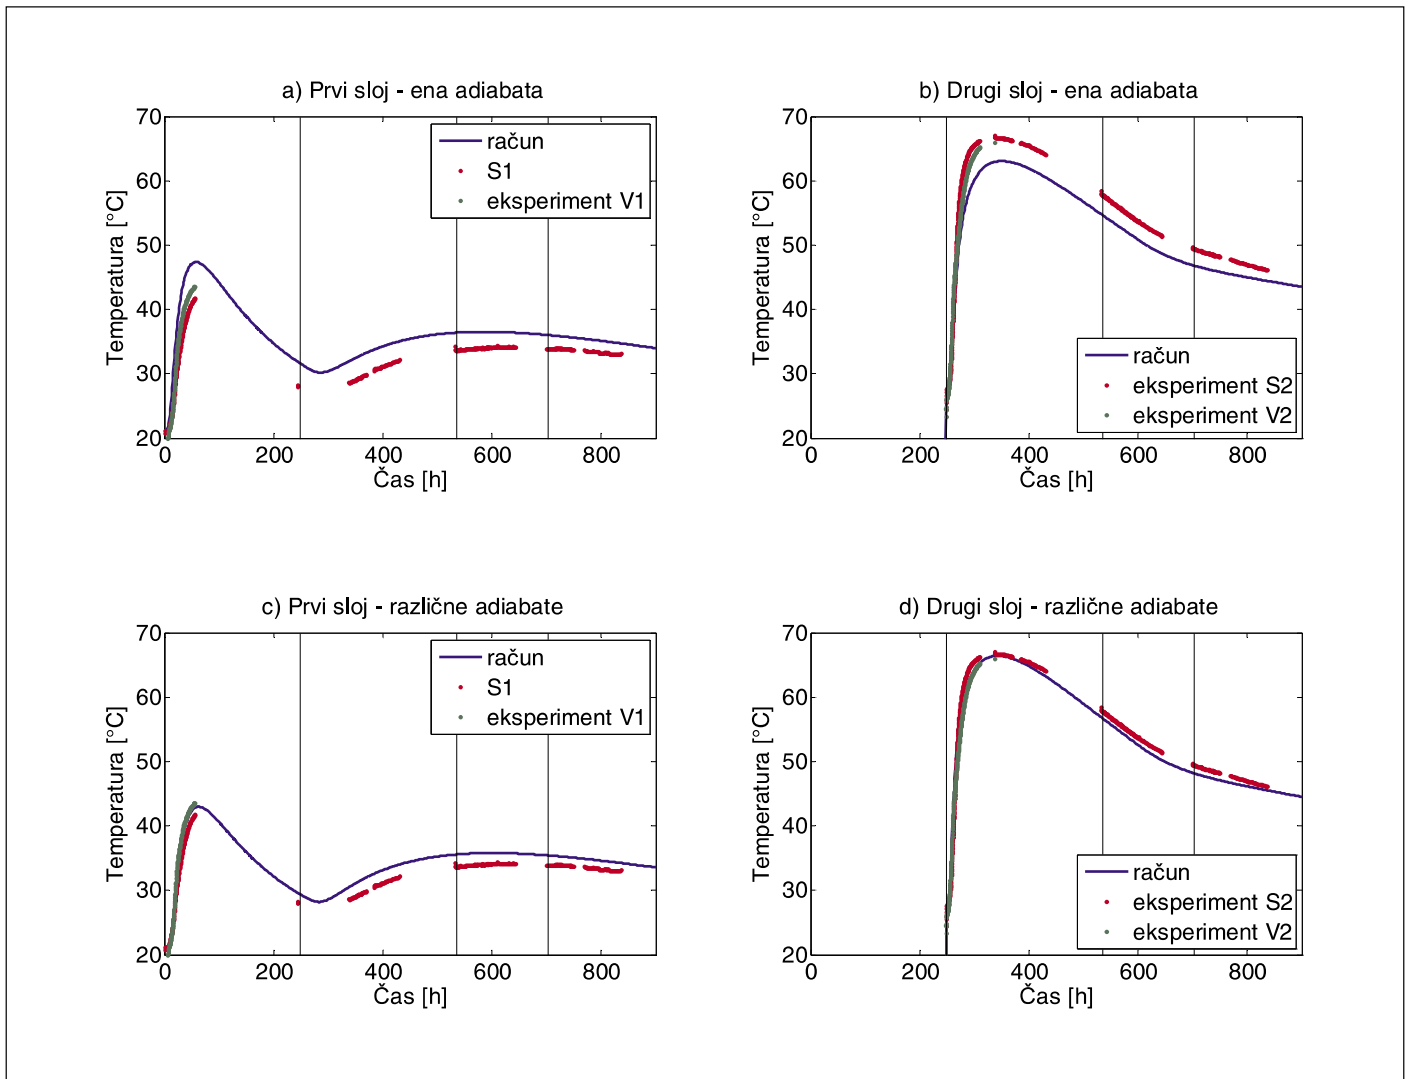 a) Prvi sloj - ena adiabata
70
60
50
40
30
20
0
200
400
600
800
Temperatura [°C]
Čas [h]
račun
S1
eksperiment V1
b) Drugi sloj - ena adiabata
70
60
50
40
30
20
0
200
400
600
800
Temperatura [°C]
Čas [h]
račun
eksperiment S2
eksperiment V2
c) Prvi sloj - različne adiabate
70
60
50
40
30
20
0
200
400
600
800
Temperatura [°C]
Čas [h]
račun
S1
eksperiment V1
d) Drugi sloj - različne adiabate
70
60
50
40
30
20
0
200
400
600
800
Temperatura [°C]
Čas [h]
račun
eksperiment S2
eksperiment V2